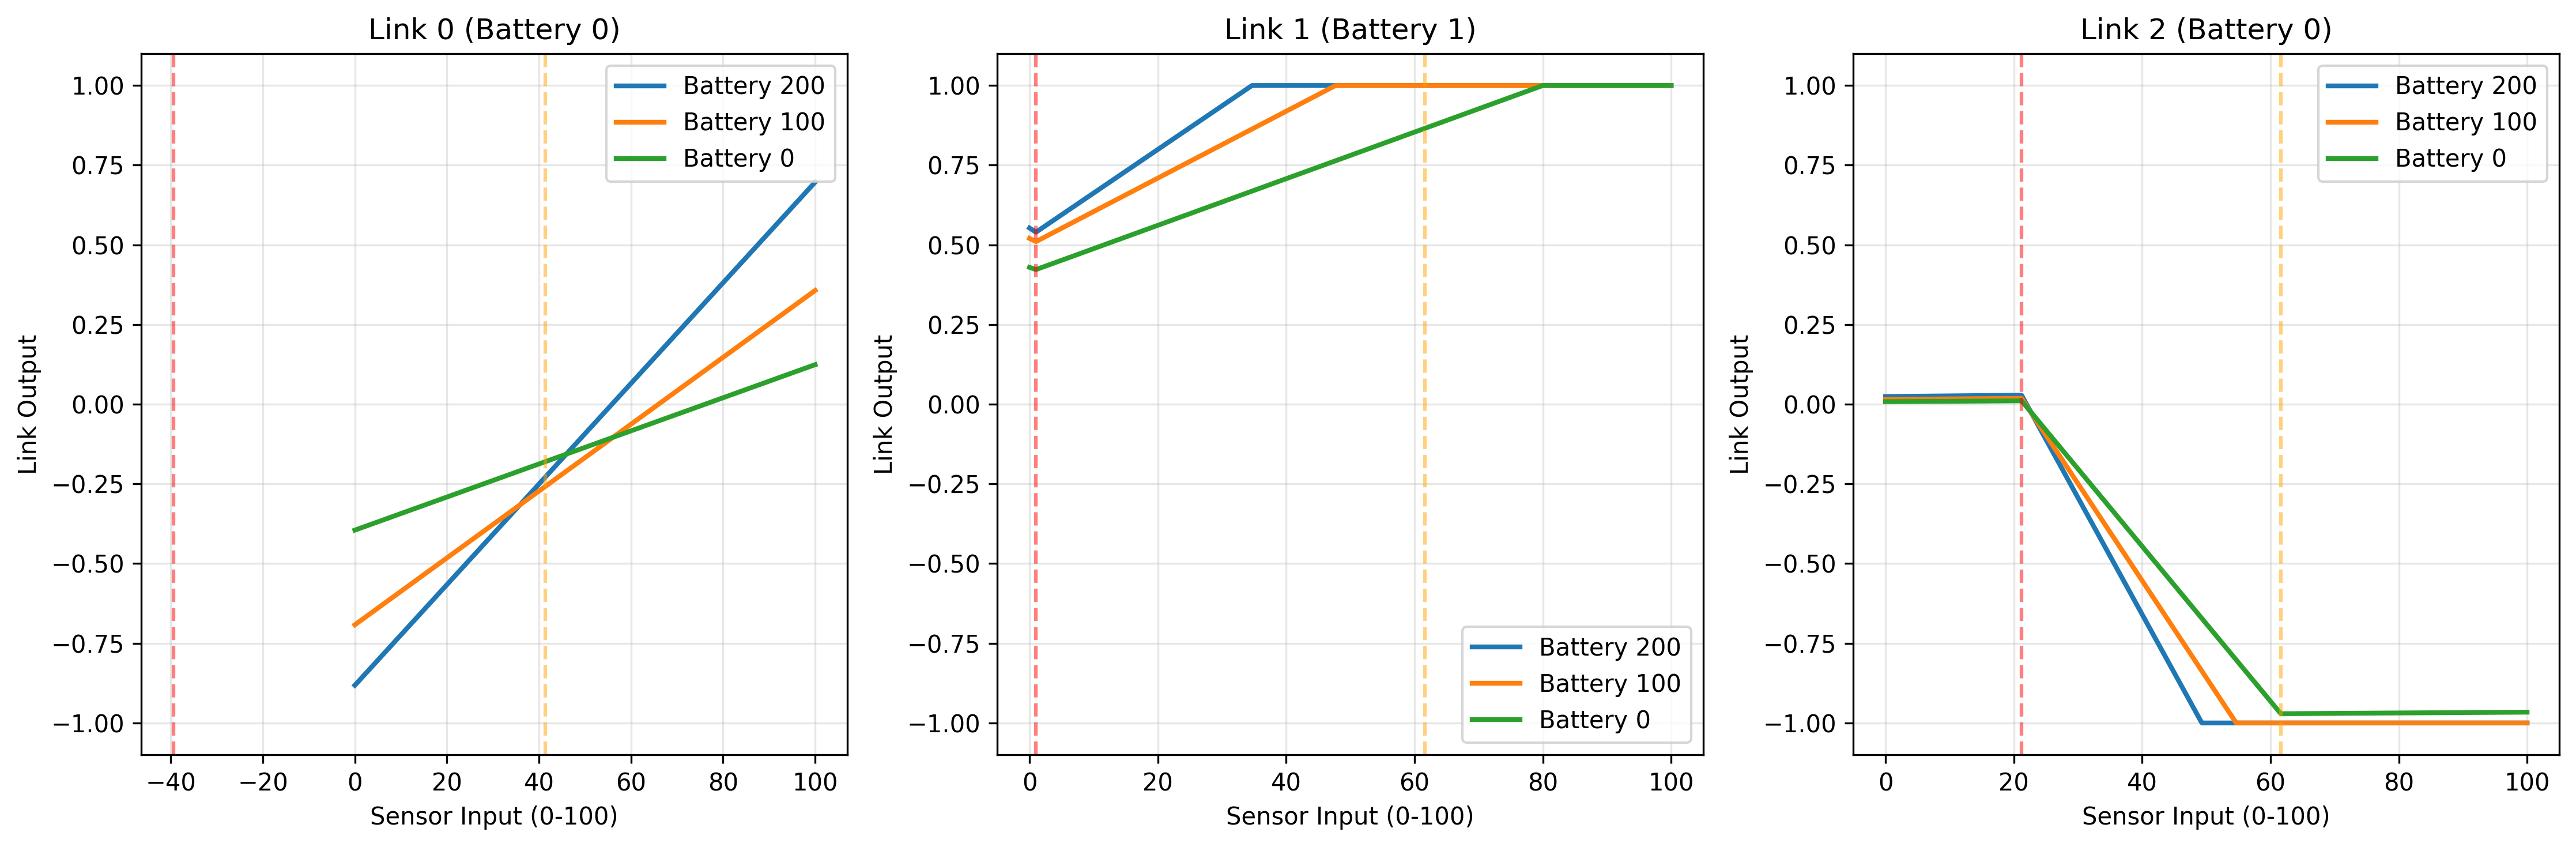 Link 0 (Battery 0)
Link Output
1.00
0.75
0.50
0.25
0.00
−0.25
−0.50
−0.75
−1.00
Battery 200
Battery 100
Battery 0
−40
−20
0
20
40
60
80
100
Sensor Input (0-100)
Link 1 (Battery 1)
Link Output
1.00
0.75
0.50
0.25
0.00
−0.25
−0.50
−0.75
−1.00
Battery 200
Battery 100
Battery 0
0
20
40
60
80
100
Sensor Input (0-100)
Link 2 (Battery 0)
Link Output
1.00
0.75
0.50
0.25
0.00
−0.25
−0.50
−0.75
−1.00
Battery 200
Battery 100
Battery 0
0
20
40
60
80
100
Sensor Input (0-100)